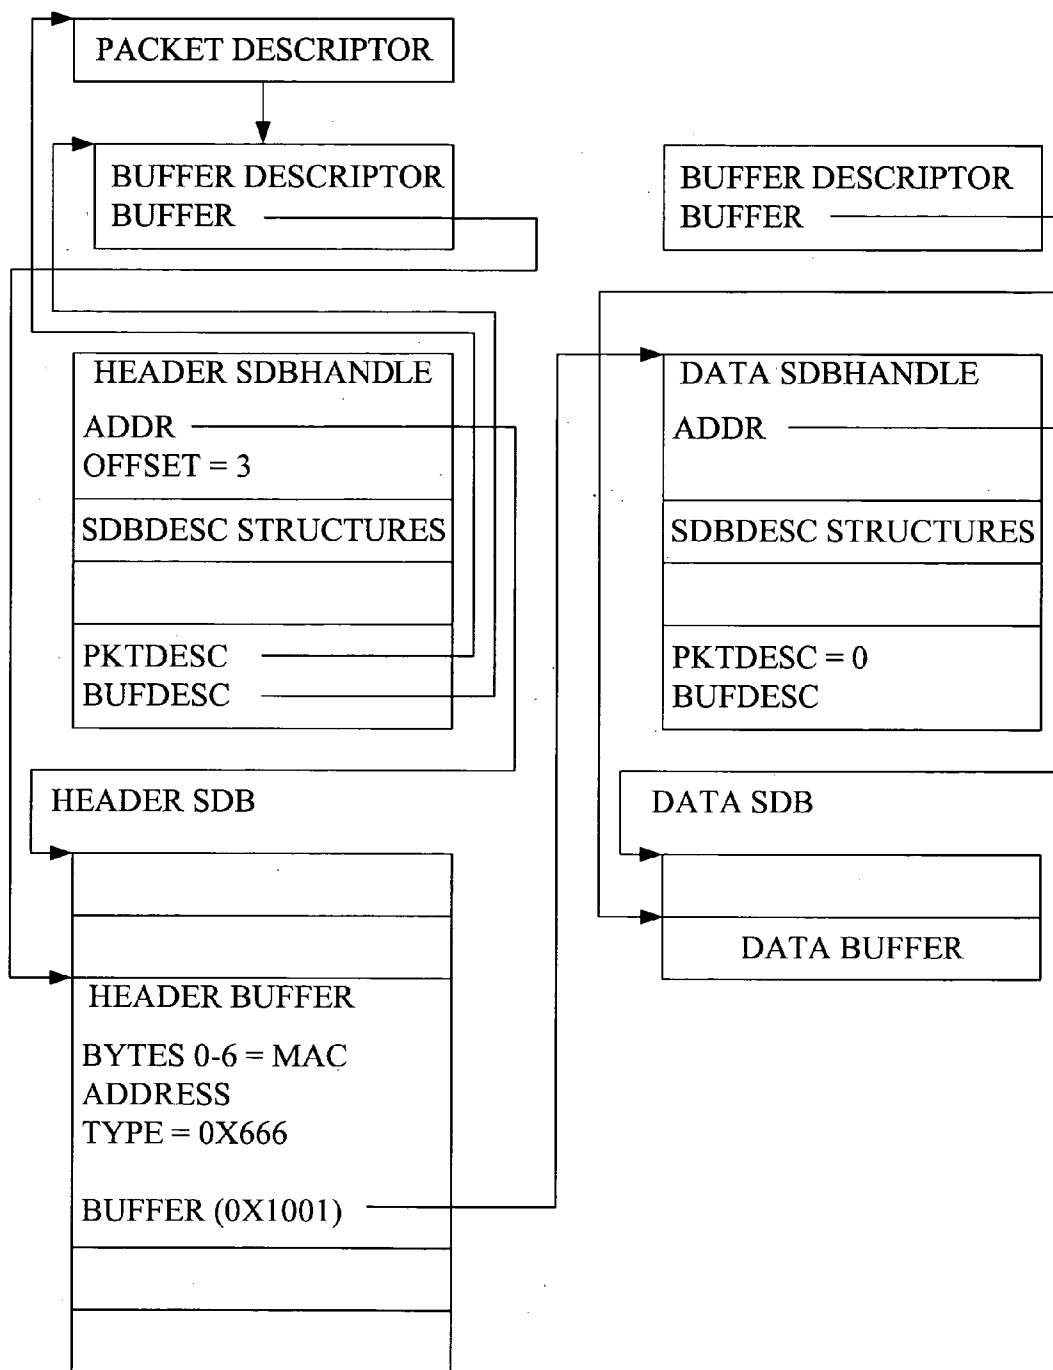 PACKET DESCRIPTOR
BUFFER DESCRIPTOR
BUFFER
BUFFER DESCRIPTOR
BUFFER
HEADER SDBHANDLE
ADDR
OFFSET = 3
SDBDESC STRUCTURES
PKTDESC
BUFDESC
DATA SDBHANDLE
ADDR
SDBDESC STRUCTURES
PKTDESC = 0
BUFDESC
HEADER SDB
DATA SDB
HEADER BUFFER
BYTES 0-6 = MAC
ADDRESS
TYPE = 0X666
BUFFER (0X1001)
DATA BUFFER